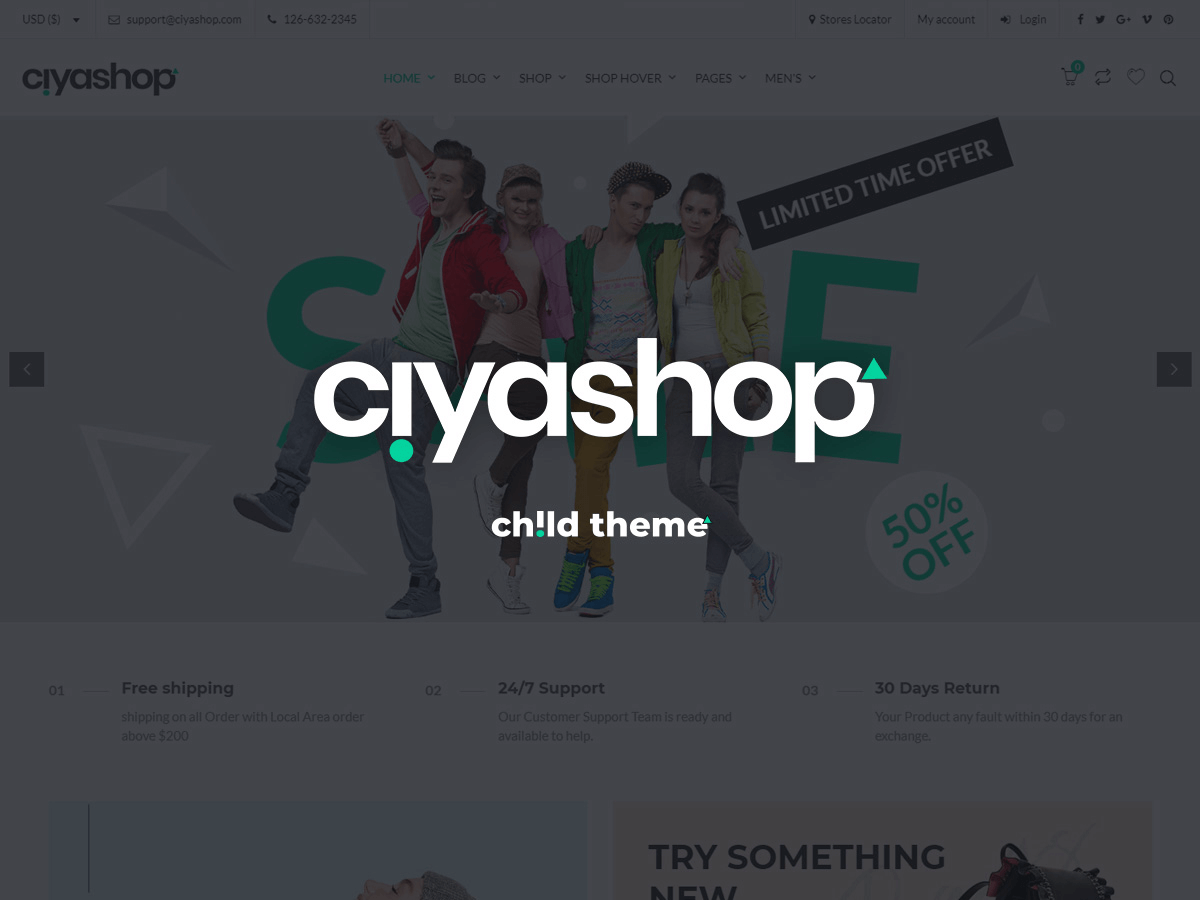 USD ($)
support@ciyashop.com
126-632-2345
Stores Locator
My account
Login
ciyashop
HOME
BLOG
SHOP
SHOP HOVER
PAGES
MEN'S
0
LIMITED TIME OFFER
SALE
ciyashop
child theme
50%
OFF
01
Free shipping
shipping on all Order with Local Area order
above $200
02
24/7 Support
Our Customer Support Team is ready and
available to help.
03
30 Days Return
Your Product any fault within 30 days for an
exchange.
TRY SOMETHING
NEW